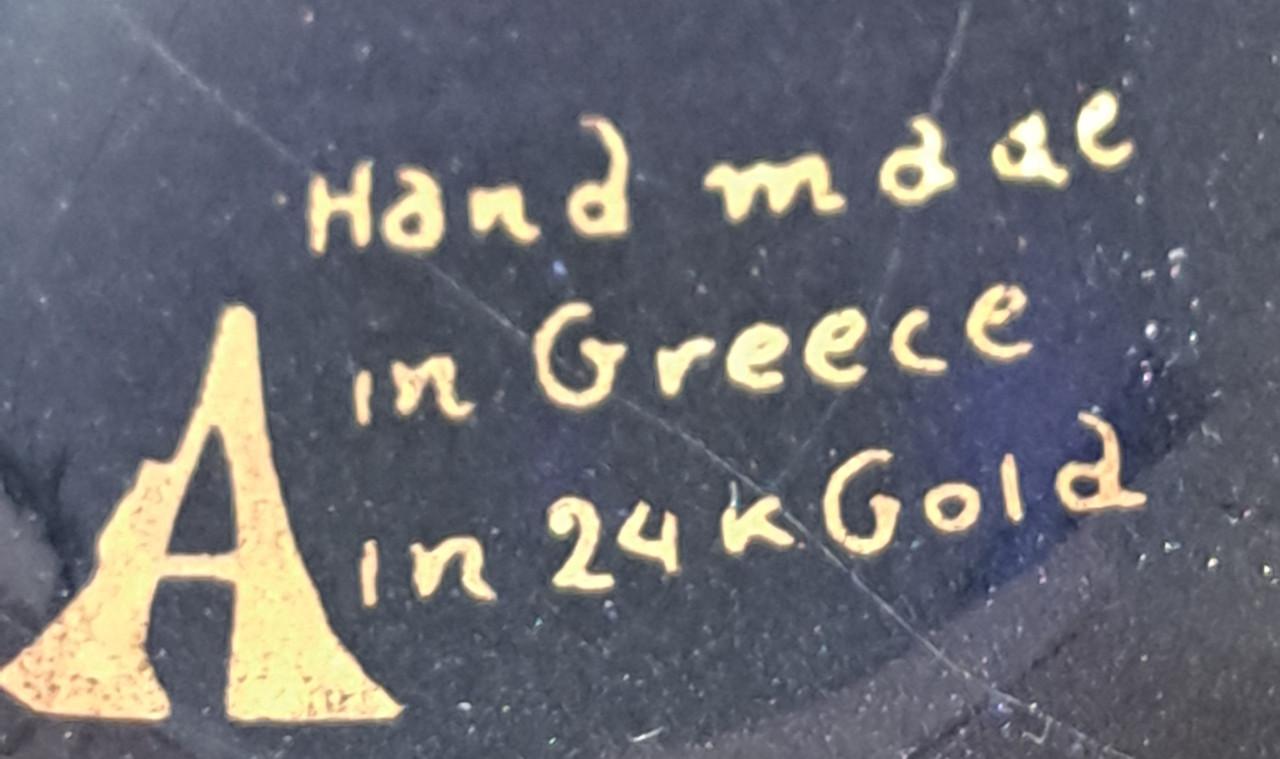 Hand made
in Greece
A
in 24k Gold